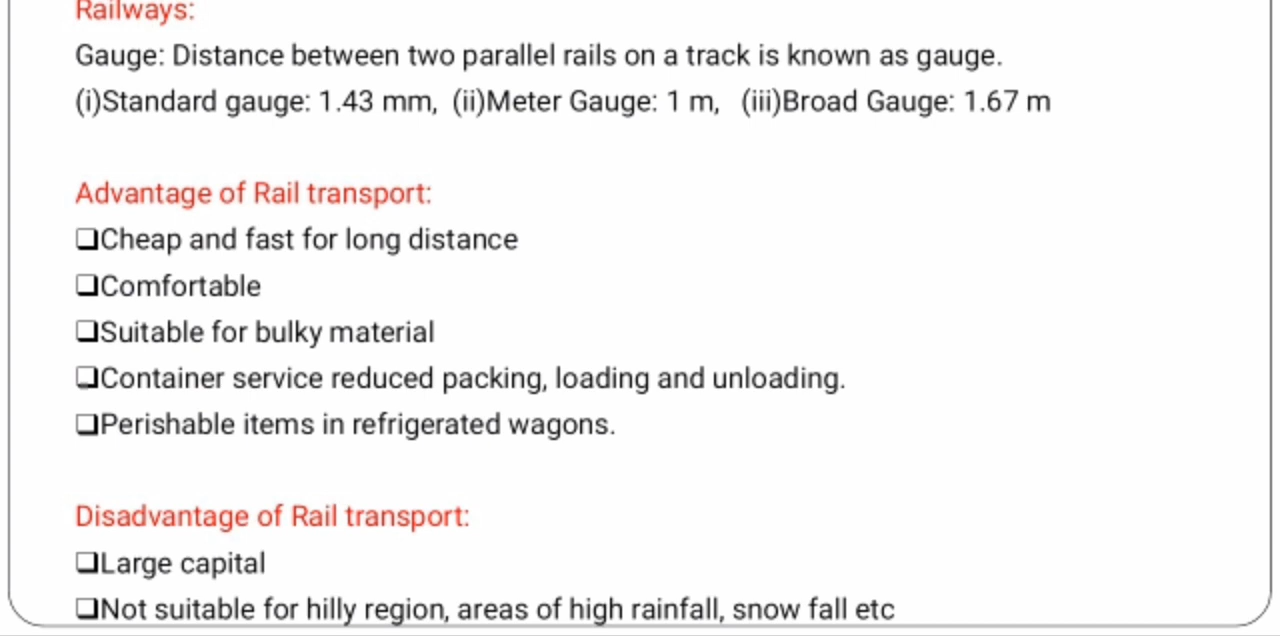 Railways:
Gauge: Distance between two parallel rails on a track is known as gauge.
(i)Standard gauge: 1.43 mm, (ii)Meter Gauge: 1 m, (iii)Broad Gauge: 1.67 m
Advantage of Rail transport:
❑Cheap and fast for long distance
❑Comfortable
❑Suitable for bulky material
❑Container service reduced packing, loading and unloading.
❑Perishable items in refrigerated wagons.
Disadvantage of Rail transport:
❑Large capital
❑Not suitable for hilly region, areas of high rainfall, snow fall etc